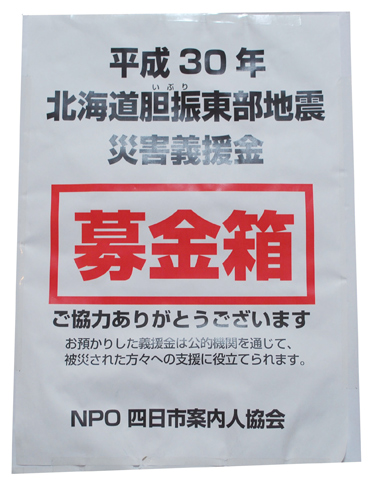 平成30年
いぶり
北海道胆振東部地震
災害義援金
募金箱
ご協力ありがとうございます
お預かりした義援金は公的機関を通じて、
被災された方々への支援に役立てられます。
NPO 四日市案内人協会